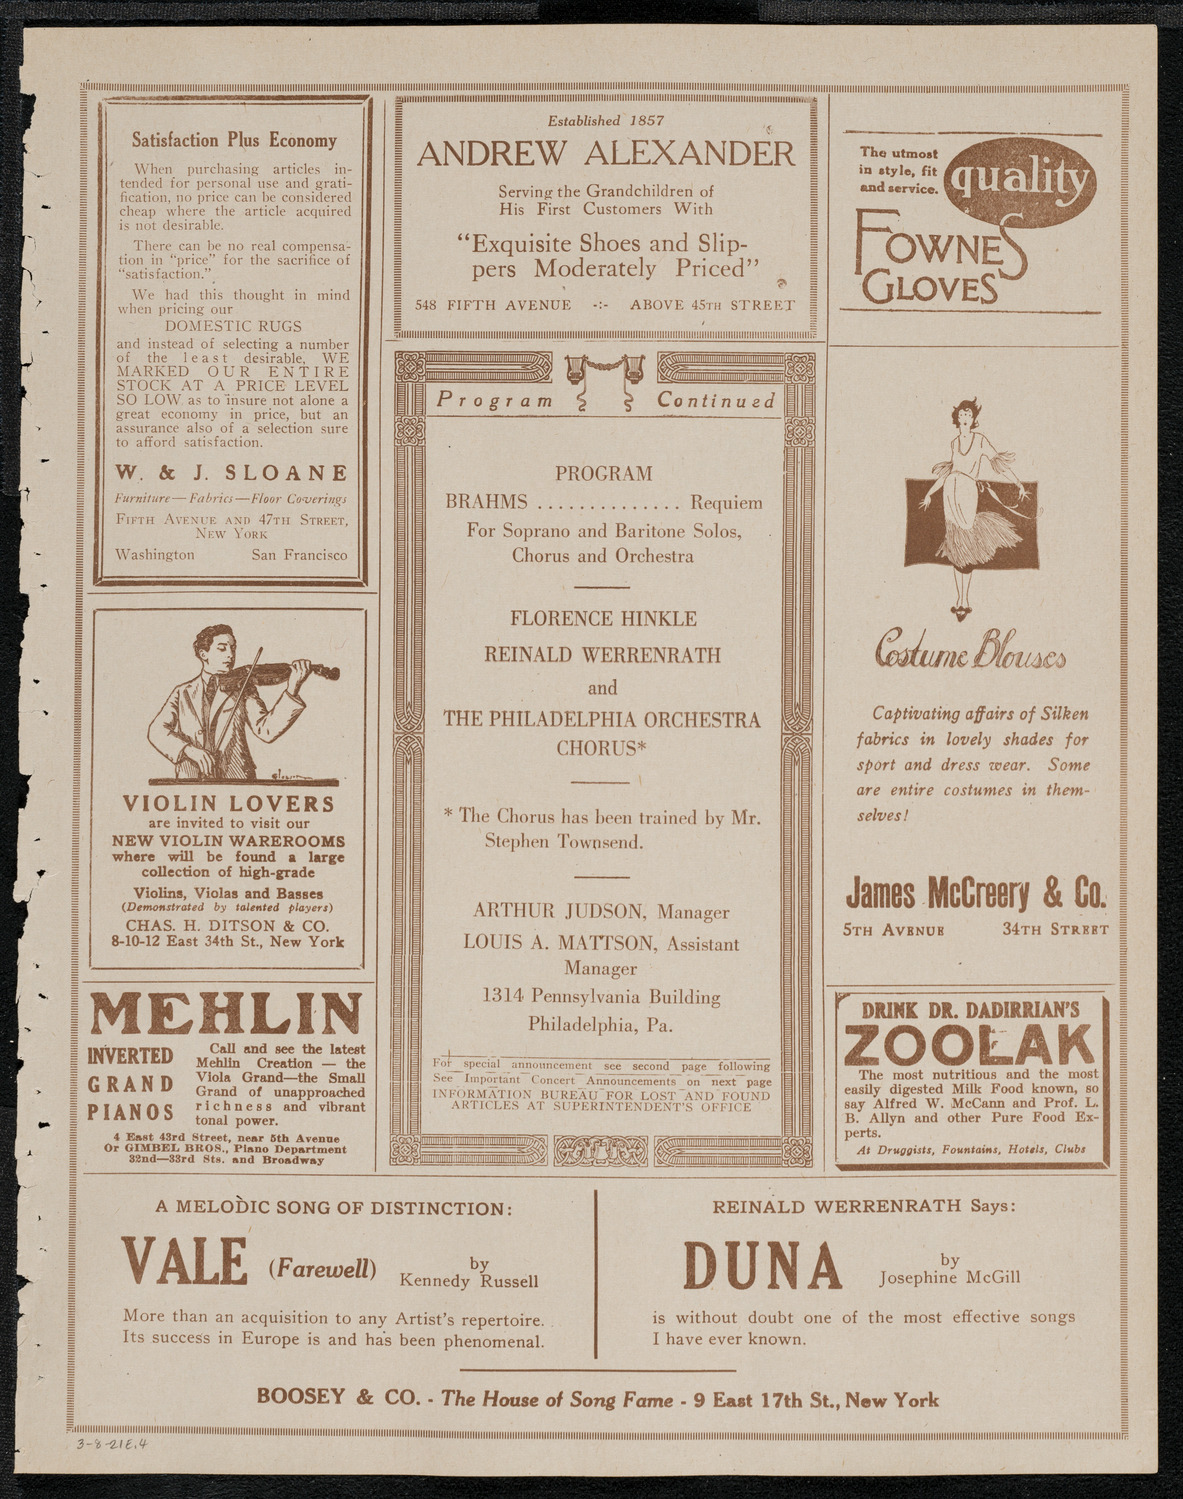 Satisfaction Plus Economy
When purchasing articles in-
tended for personal use and grati-
fication, no price can be considered
cheap where the article acquired
is not desirable.
There can be no real compensa-
tion in "price" for the sacrifice of
"satisfaction."
We had this thought in mind
when pricing our
DOMESTIC RUGS
and instead of selecting a number
of the least desirable, WE
MARKED OUR ENTIRE
STOCK AT A PRICE LEVEL
SO LOW as to insure not alone a
great economy in price, but an
assurance also of a selection sure
to afford satisfaction.
W. & J. SLOANE
Furniture—Fabrics—Floor Coverings
FIFTH AVENUE AND 47TH STREET,
NEW YORK
Washington San Francisco
VIOLIN LOVERS
are invited to visit our
NEW VIOLIN WAREROOMS
where will be found a large
collection of high-grade
Violins, Violas and Basses
(Demonstrated by talented players)
CHAS. H. DITSON & CO.
8-10-12 East 34th St., New York
MEHLIN
INVERTED
GRAND
PIANOS
Call and see the latest
Mehlin Creation — the
Viola Grand—the Small
Grand of unapproached
richness and vibrant
tonal power.
4 East 43rd Street, near 5th Avenue
Or GIMBEL BROS., Piano Department
32nd—33rd Sts. and Broadway
Established 1857
ANDREW ALEXANDER
Serving the Grandchildren of
His First Customers With
"Exquisite Shoes and Slip-
pers Moderately Priced"
548 FIFTH AVENUE -:- ABOVE 45TH STREET
Program Continued
PROGRAM
BRAHMS .............. Requiem
For Soprano and Baritone Solos,
Chorus and Orchestra
FLORENCE HINKLE
REINALD WERRENRATH
and
THE PHILADELPHIA ORCHESTRA
CHORUS*
* The Chorus has been trained by Mr.
Stephen Townsend.
ARTHUR JUDSON, Manager
LOUIS A. MATTSON, Assistant
Manager
1314 Pennsylvania Building
Philadelphia, Pa.
For special announcement see second page following
See Important Concert Announcements on next page
INFORMATION BUREAU FOR LOST AND FOUND
ARTICLES AT SUPERINTENDENT'S OFFICE
The utmost
in style, fit
and service.
quality
FOWNES
GLOVES
Costume Blouses
Captivating affairs of Silken
fabrics in lovely shades for
sport and dress wear. Some
are entire costumes in them-
selves!
James McCreery & Co.
5TH AVENUE 34TH STREET
DRINK DR. DADIRRIAN'S
ZOOLAK
The most nutritious and the most
easily digested Milk Food known, so
say Alfred W. McCann and Prof. L.
B. Allyn and other Pure Food Ex-
perts.
At Druggists, Fountains, Hotels, Clubs
A MELODIC SONG OF DISTINCTION:
VALE (Farewell) by
Kennedy Russell
More than an acquisition to any Artist's repertoire.
Its success in Europe is and has been phenomenal.
REINALD WERRENRATH Says:
DUNA by
Josephine McGill
is without doubt one of the most effective songs
I have ever known.
BOOSEY & CO. - The House of Song Fame - 9 East 17th St., New York
3-8-21E.4